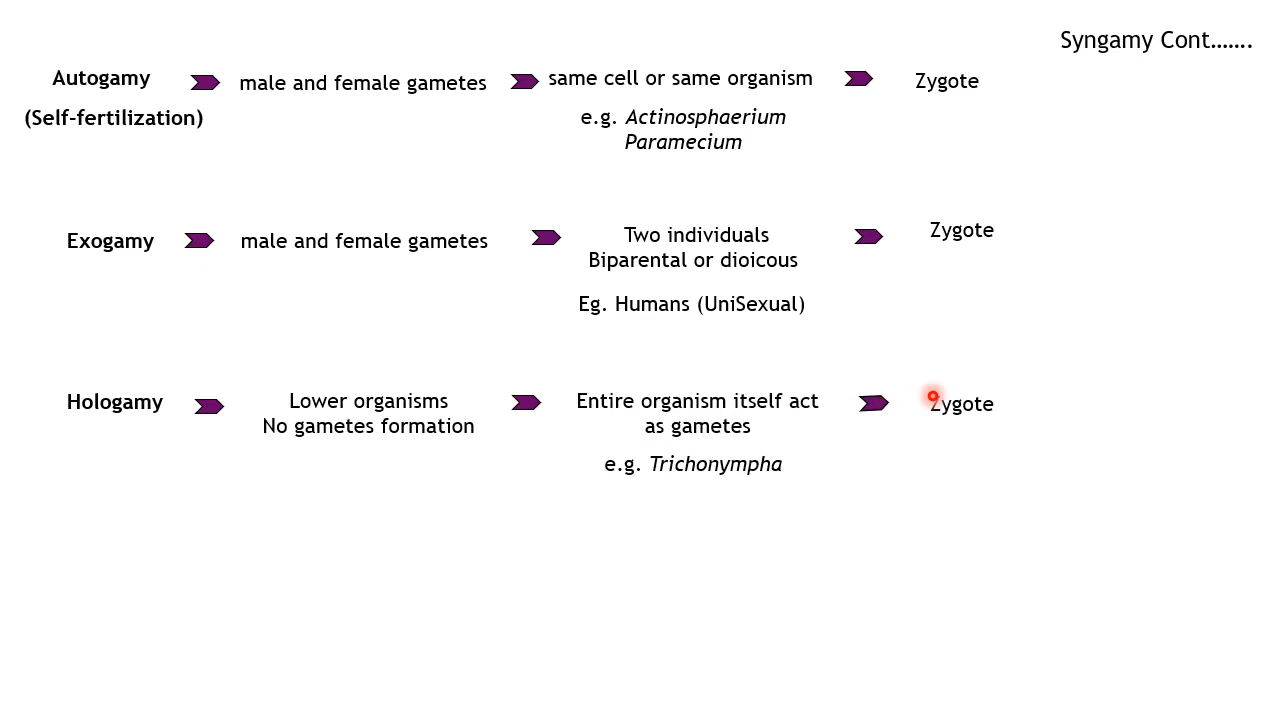 Syngamy Cont…….
Autogamy
(Self-fertilization)
male and female gametes
same cell or same organism
e.g. Actinosphaerium
Paramecium
Zygote
Exogamy
male and female gametes
Two individuals
Biparental or dioicous
Eg. Humans (UniSexual)
Zygote
Hologamy
Lower organisms
No gametes formation
Entire organism itself act
as gametes
e.g. Trichonympha
Zygote